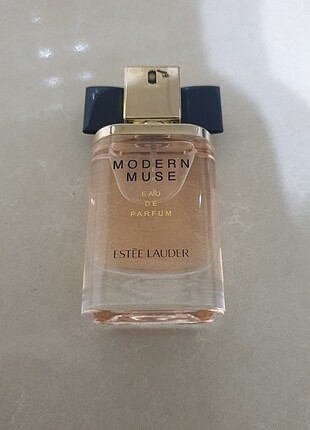 MODERN
MUSE
EAU
DE
PARFUM
ESTĒE LAUDER